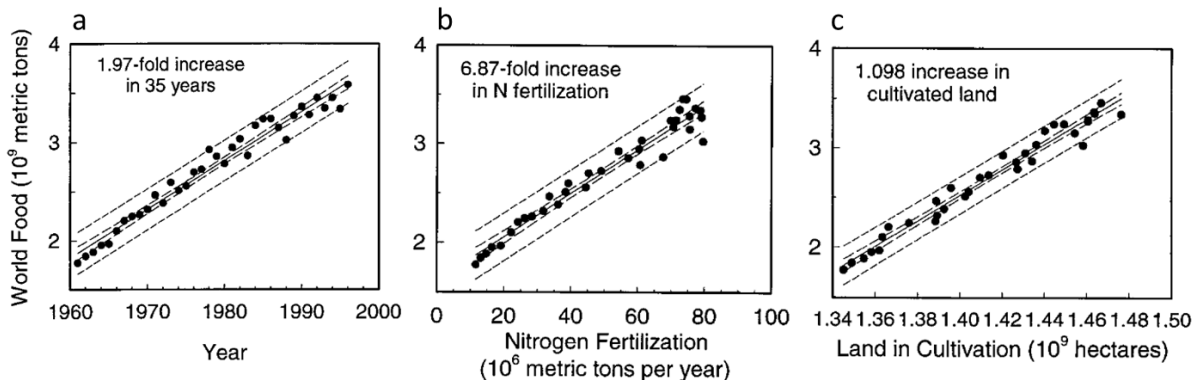 a
1.97-fold increase
in 35 years
World Food (10⁹ metric tons)
4
3
2
1960
1970
1980
1990
2000
Year
b
6.87-fold increase
in N fertilization
4
3
2
0
20
40
60
80
100
Nitrogen Fertilization
(10⁶ metric tons per year)
c
1.098 increase in
cultivated land
4
3
2
1.34
1.36
1.38
1.40
1.42
1.44
1.46
1.48
1.50
Land in Cultivation (10⁹ hectares)